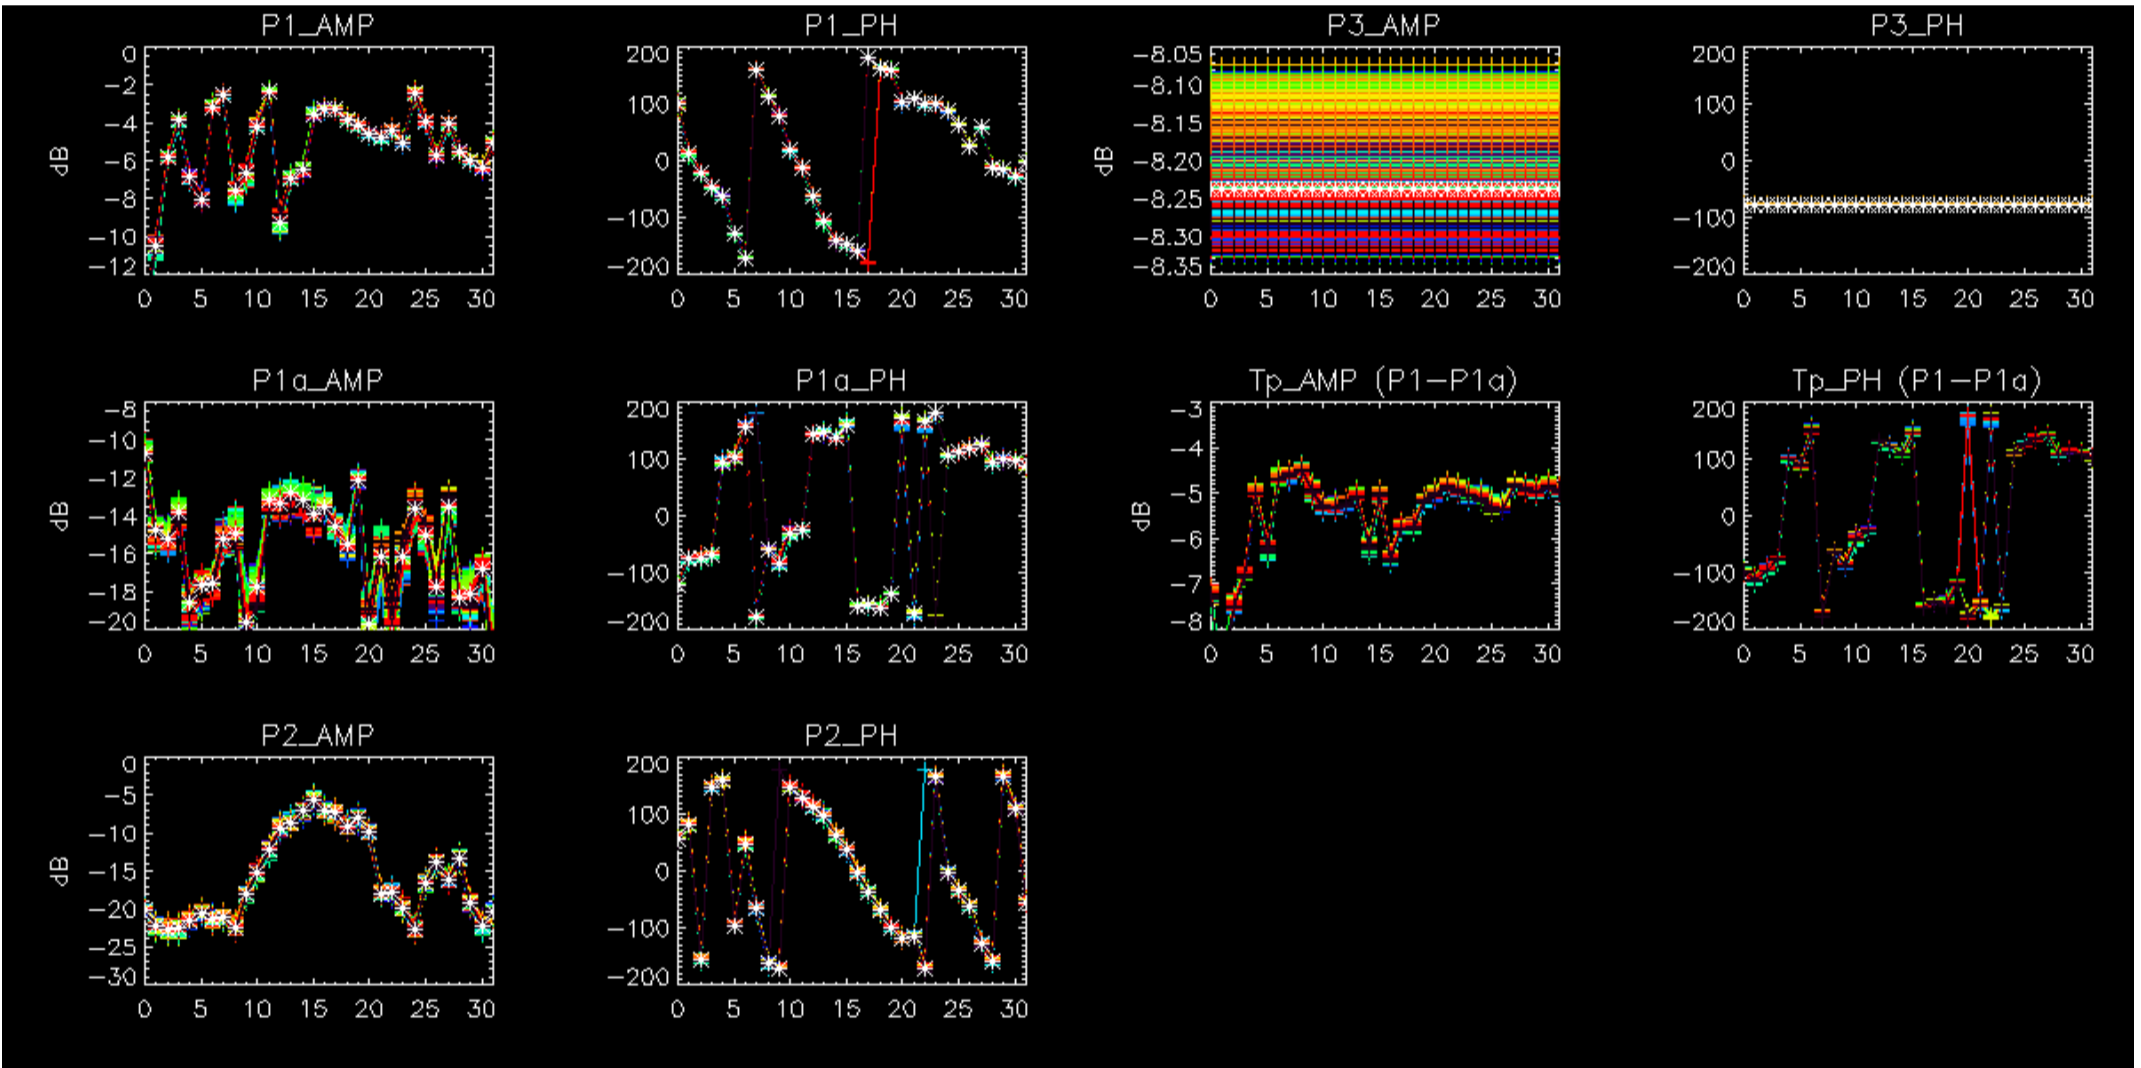 P1_AMP
P1_PH
P3_AMP
P3_PH
0
-2
-4
-6
-8
-10
-12
dB
0 5 10 15 20 25 30
200
100
0
-100
-200
0 5 10 15 20 25 30
-8.05
-8.10
-8.15
-8.20
-8.25
-8.30
-8.35
dB
0 5 10 15 20 25 30
200
100
0
-100
-200
0 5 10 15 20 25 30
P1a_AMP
P1a_PH
Tp_AMP (P1-P1a)
Tp_PH (P1-P1a)
-8
-10
-12
-14
-16
-18
-20
dB
0 5 10 15 20 25 30
200
100
0
-100
-200
0 5 10 15 20 25 30
-3
-4
-5
-6
-7
-8
dB
0 5 10 15 20 25 30
200
100
0
-100
-200
0 5 10 15 20 25 30
P2_AMP
P2_PH
0
-5
-10
-15
-20
-25
-30
dB
0 5 10 15 20 25 30
200
100
0
-100
-200
0 5 10 15 20 25 30